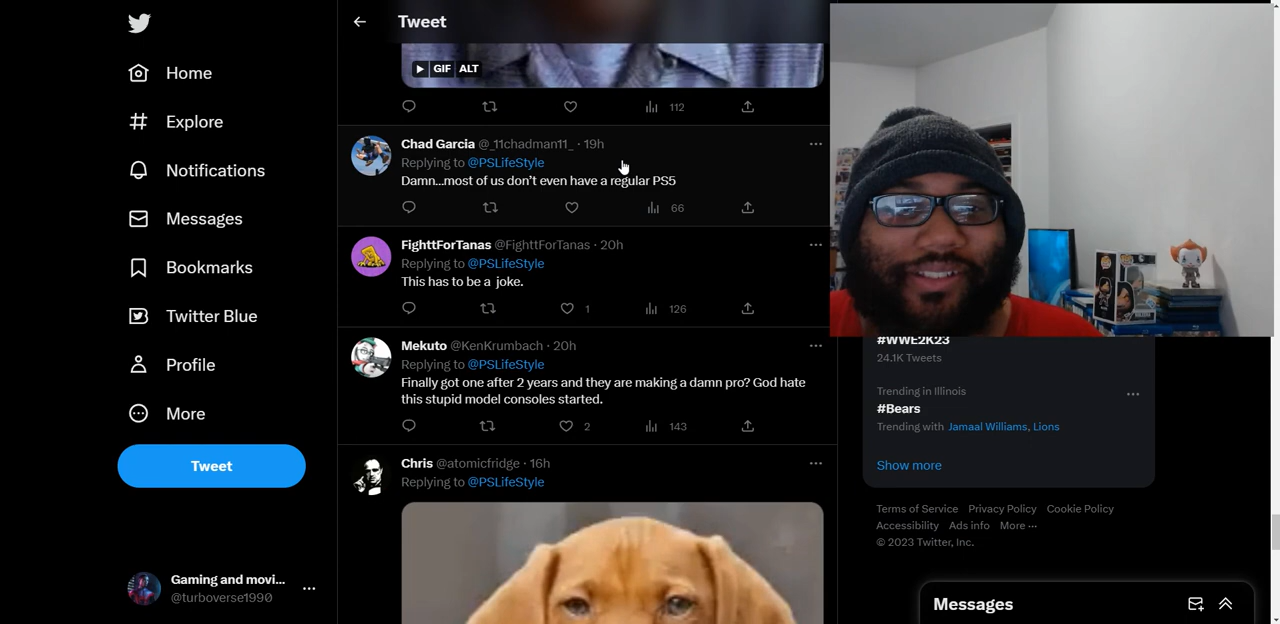 Home
Explore
Notifications
Messages
Bookmarks
Twitter Blue
Profile
More
Tweet
Gaming and movi...
@turboverse1990
Tweet
GIF ALT
112
Chad Garcia @_11chadman11_ · 19h
Replying to @PSLifeStyle
Damn...most of us don't even have a regular PS5
66
FighttForTanas @FighttForTanas · 20h
Replying to @PSLifeStyle
This has to be a joke.
1 126
Mekuto @KenKrumbach · 20h
Replying to @PSLifeStyle
Finally got one after 2 years and they are making a damn pro? God hate
this stupid model consoles started.
2 143
Chris @atomicfridge · 16h
Replying to @PSLifeStyle
#WWE2K23
24.1K Tweets
Trending in Illinois
#Bears
Trending with Jamaal Williams, Lions
Show more
Terms of Service Privacy Policy Cookie Policy
Accessibility Ads info More ···
© 2023 Twitter, Inc.
Messages